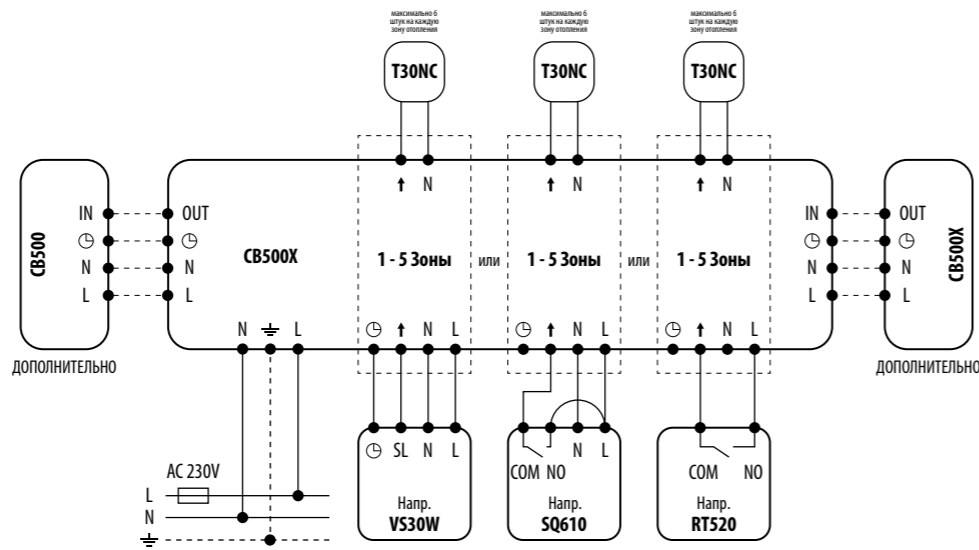 максимально 6
штук на каждую
зону отопления
максимально 6
штук на каждую
зону отопления
максимально 6
штук на каждую
зону отопления
T30NC
T30NC
T30NC
N
N
N
CB500
IN
N
L
ДОПОЛНИТЕЛЬНО
OUT
N
L
CB500X
1 - 5 Зоны
или
1 - 5 Зоны
или
1 - 5 Зоны
IN
N
L
OUT
N
L
CB500X
ДОПОЛНИТЕЛЬНО
N
L
N
L
N
L
N
L
SL
N
L
Напр.
VS30W
COM
NO
N
L
Напр.
SQ610
COM
NO
Напр.
RT520
AC 230V
L
N